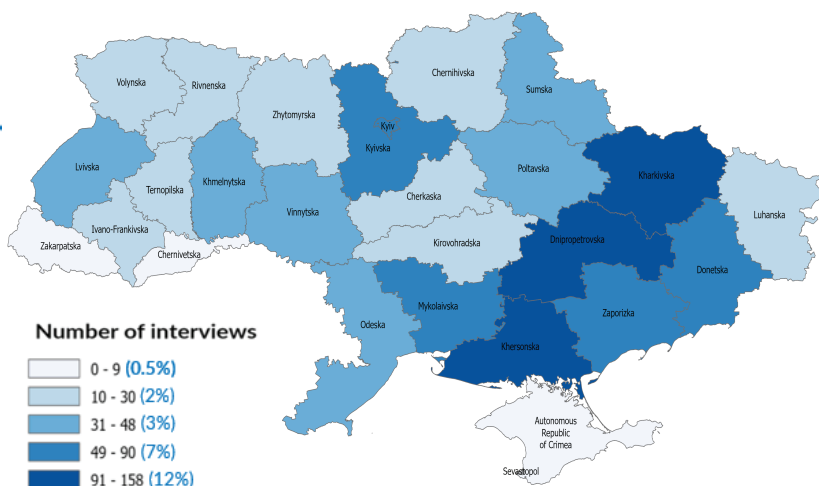 Chernihivska
Volynska
Rivnenska
Sumska
Zhytomyrska
Kyiv
Kyivska
Lvivska
Poltavska
Kharkivska
Khmelnytska
Ternopilska
Cherkaska
Vinnytska
Luhanska
Ivano-Frankivska
Dnipropetrovska
Kirovohradska
Zakarpatska
Chernivetska
Donetska
Mykolaivska
Zaporizka
Odeska
Khersonska
Number of interviews
0 - 9 (0.5%)
10 - 30 (2%)
31 - 48 (3%)
49 - 90 (7%)
91 - 158 (12%)
Autonomous
Republic
of Crimea
Sevastopol